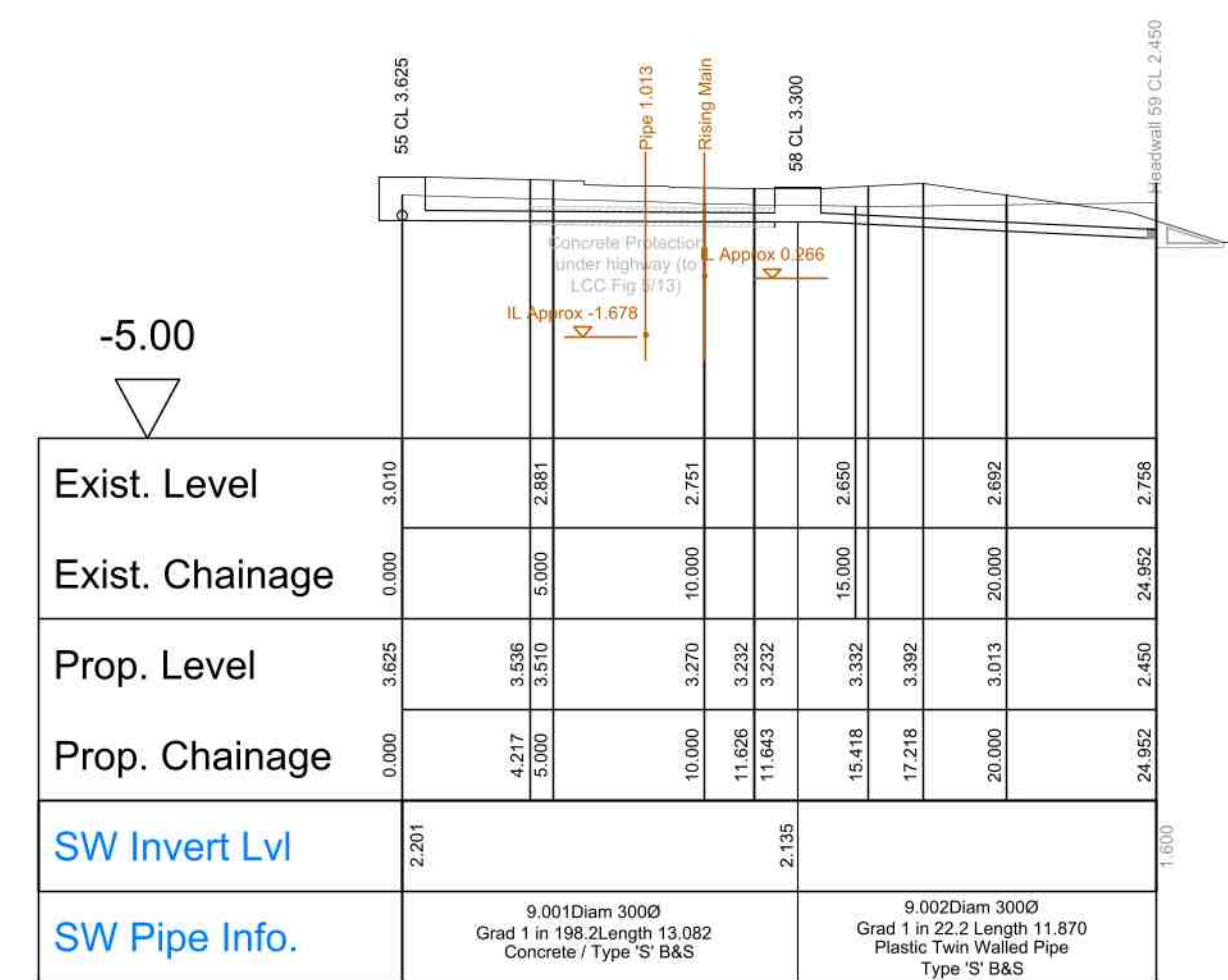 55 CL 3.625
Pipe 1.013
Rising Main
58 CL 3.300
Headwall 59 CL 2.450
Concrete Protection
under highway (to
LCC Fig 5/13)
IL Approx 0.266
IL Approx -1.678
-5.00
Exist. Level 3.010 2.881 2.751 2.650 2.692 2.758
Exist. Chainage 0.000 5.000 10.000 15.000 20.000 24.952
Prop. Level 3.625 3.536 3.510 3.270 3.232 3.232 3.332 3.392 3.013 2.450
Prop. Chainage 0.000 4.217 5.000 10.000 11.626 11.643 15.418 17.218 20.000 24.952
SW Invert Lvl 2.201 2.135 1.600
SW Pipe Info.
9.001Diam 300Ø
Grad 1 in 198.2Length 13.082
Concrete / Type 'S' B&S
9.002Diam 300Ø
Grad 1 in 22.2 Length 11.870
Plastic Twin Walled Pipe
Type 'S' B&S